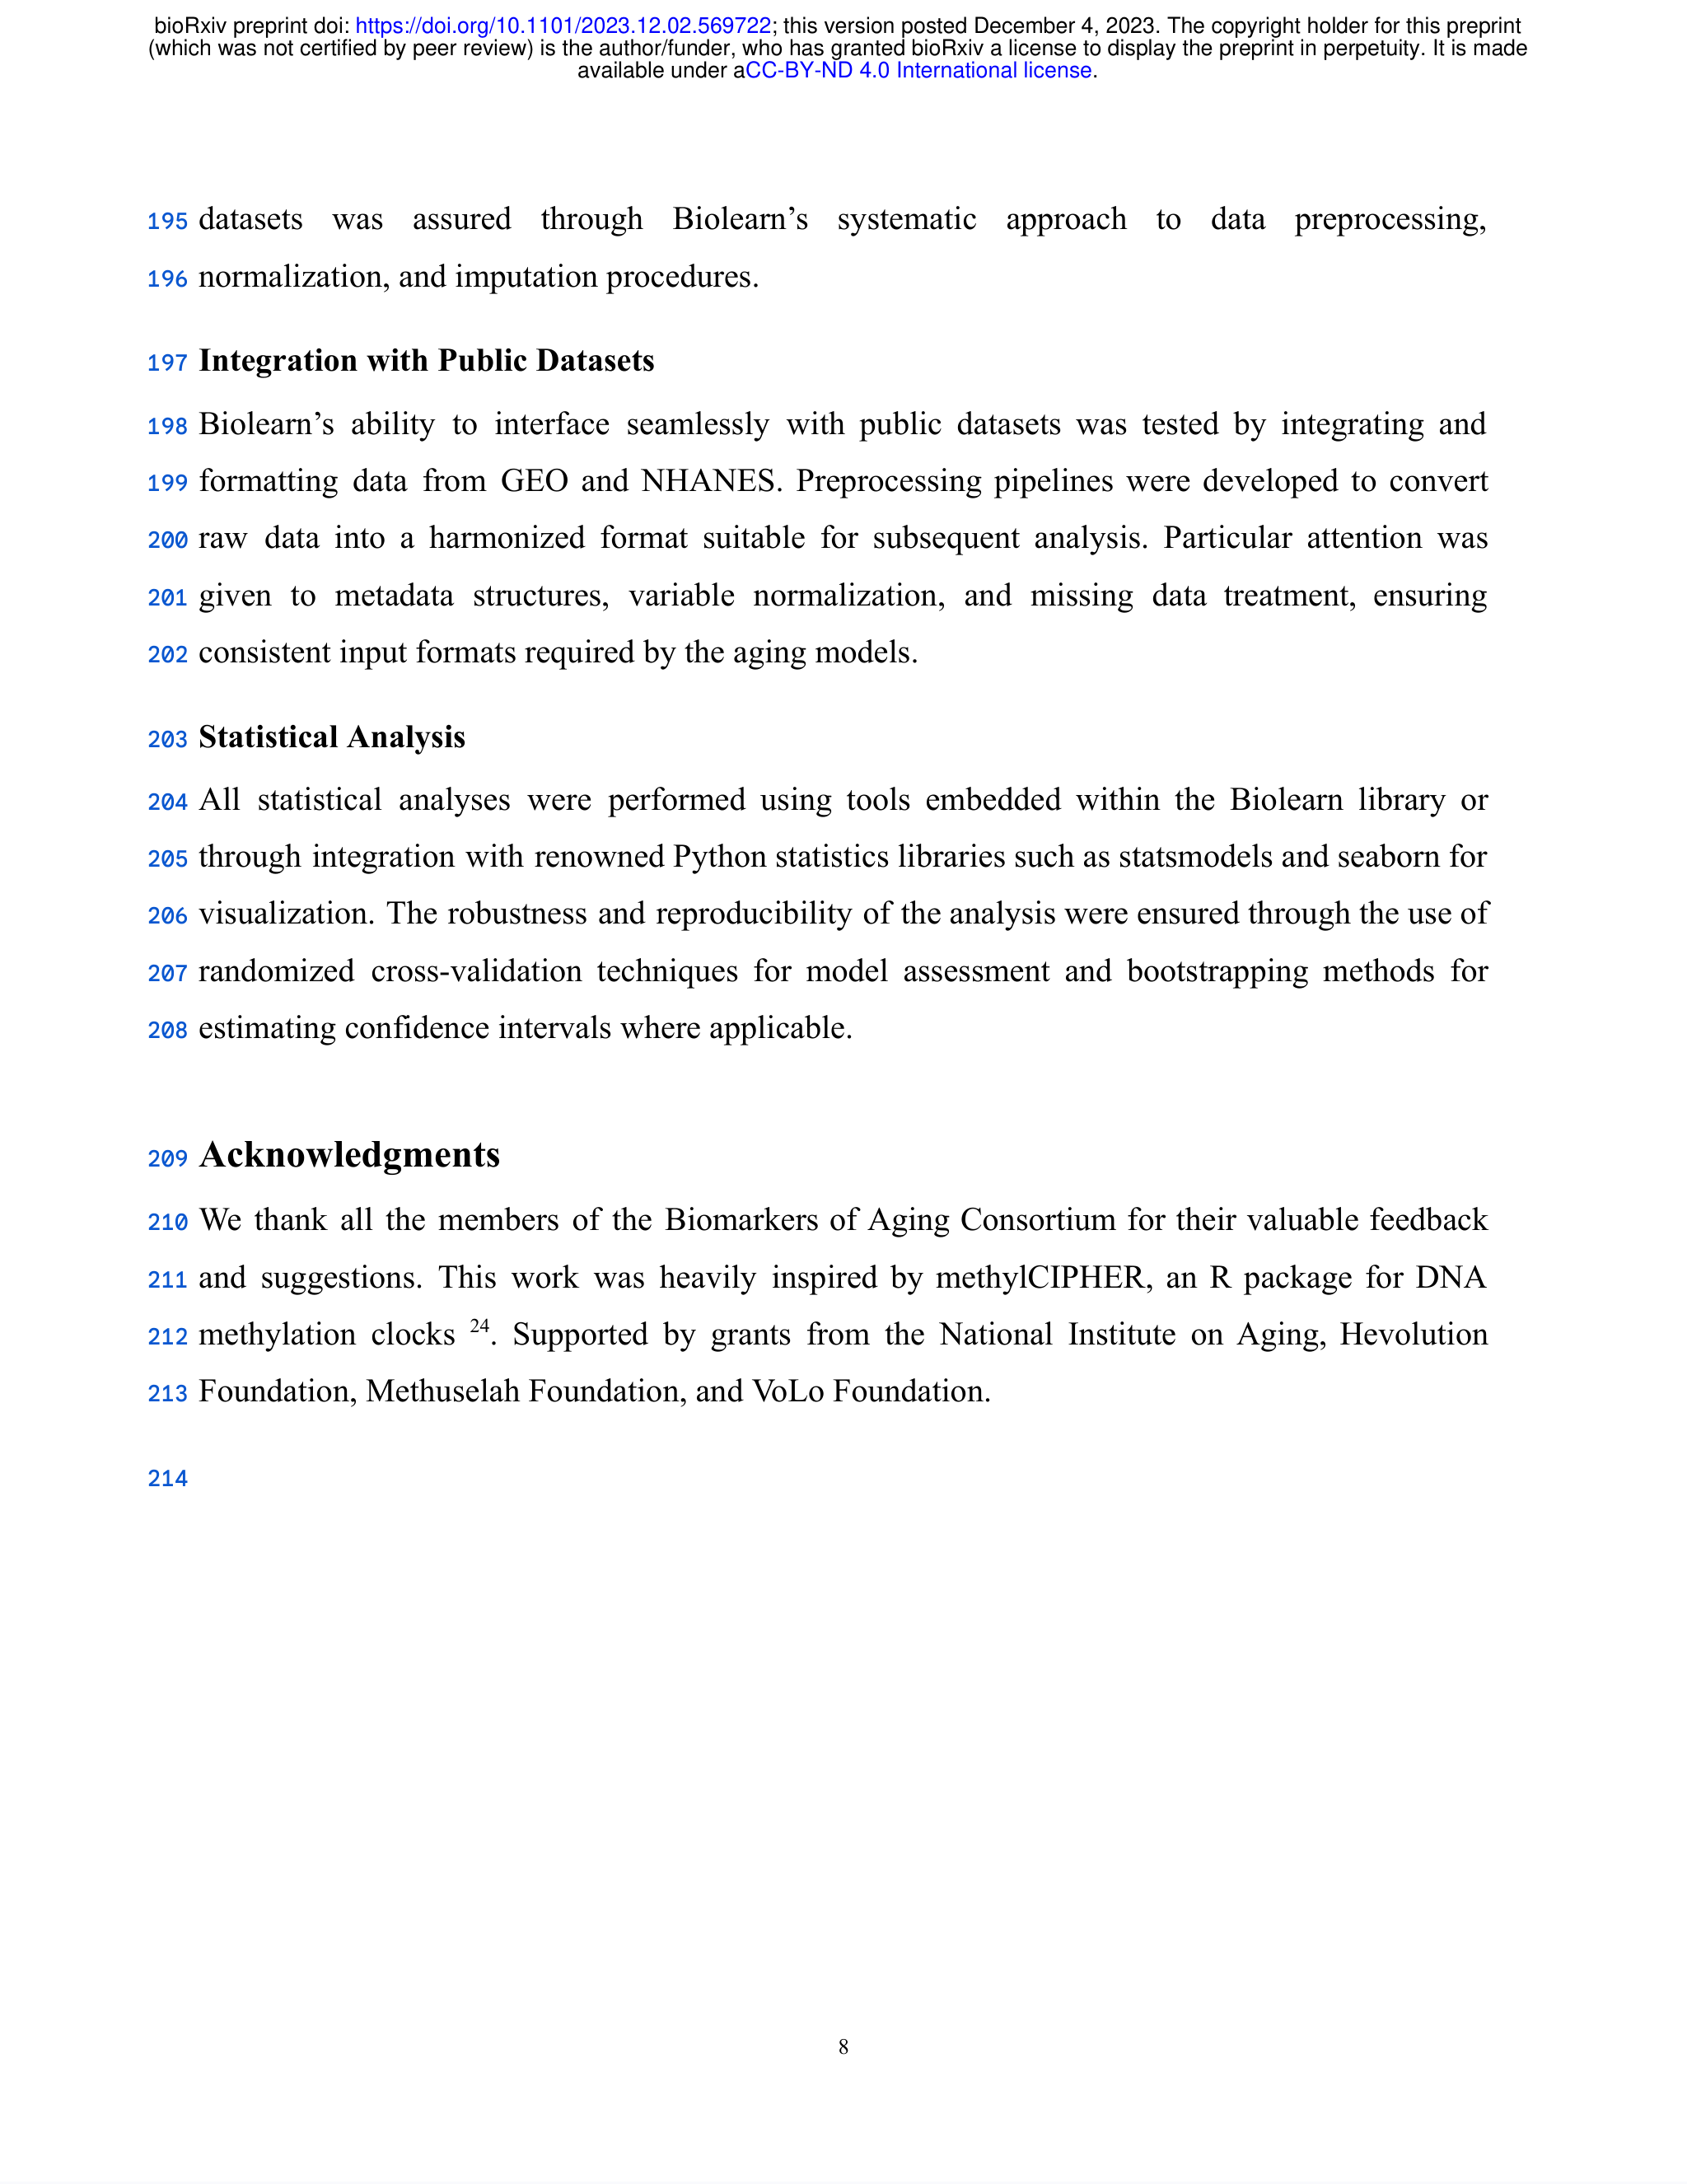 bioRxiv preprint doi: https://doi.org/10.1101/2023.12.02.569722; this version posted December 4, 2023. The copyright holder for this preprint
(which was not certified by peer review) is the author/funder, who has granted bioRxiv a license to display the preprint in perpetuity. It is made
available under aCC-BY-ND 4.0 International license.
195 datasets was assured through Biolearn’s systematic approach to data preprocessing,
196 normalization, and imputation procedures.
197 Integration with Public Datasets
198 Biolearn’s ability to interface seamlessly with public datasets was tested by integrating and
199 formatting data from GEO and NHANES. Preprocessing pipelines were developed to convert
200 raw data into a harmonized format suitable for subsequent analysis. Particular attention was
201 given to metadata structures, variable normalization, and missing data treatment, ensuring
202 consistent input formats required by the aging models.
203 Statistical Analysis
204 All statistical analyses were performed using tools embedded within the Biolearn library or
205 through integration with renowned Python statistics libraries such as statsmodels and seaborn for
206 visualization. The robustness and reproducibility of the analysis were ensured through the use of
207 randomized cross-validation techniques for model assessment and bootstrapping methods for
208 estimating confidence intervals where applicable.
209 Acknowledgments
210 We thank all the members of the Biomarkers of Aging Consortium for their valuable feedback
211 and suggestions. This work was heavily inspired by methylCIPHER, an R package for DNA
212 methylation clocks 24. Supported by grants from the National Institute on Aging, Hevolution
213 Foundation, Methuselah Foundation, and VoLo Foundation.
214
8